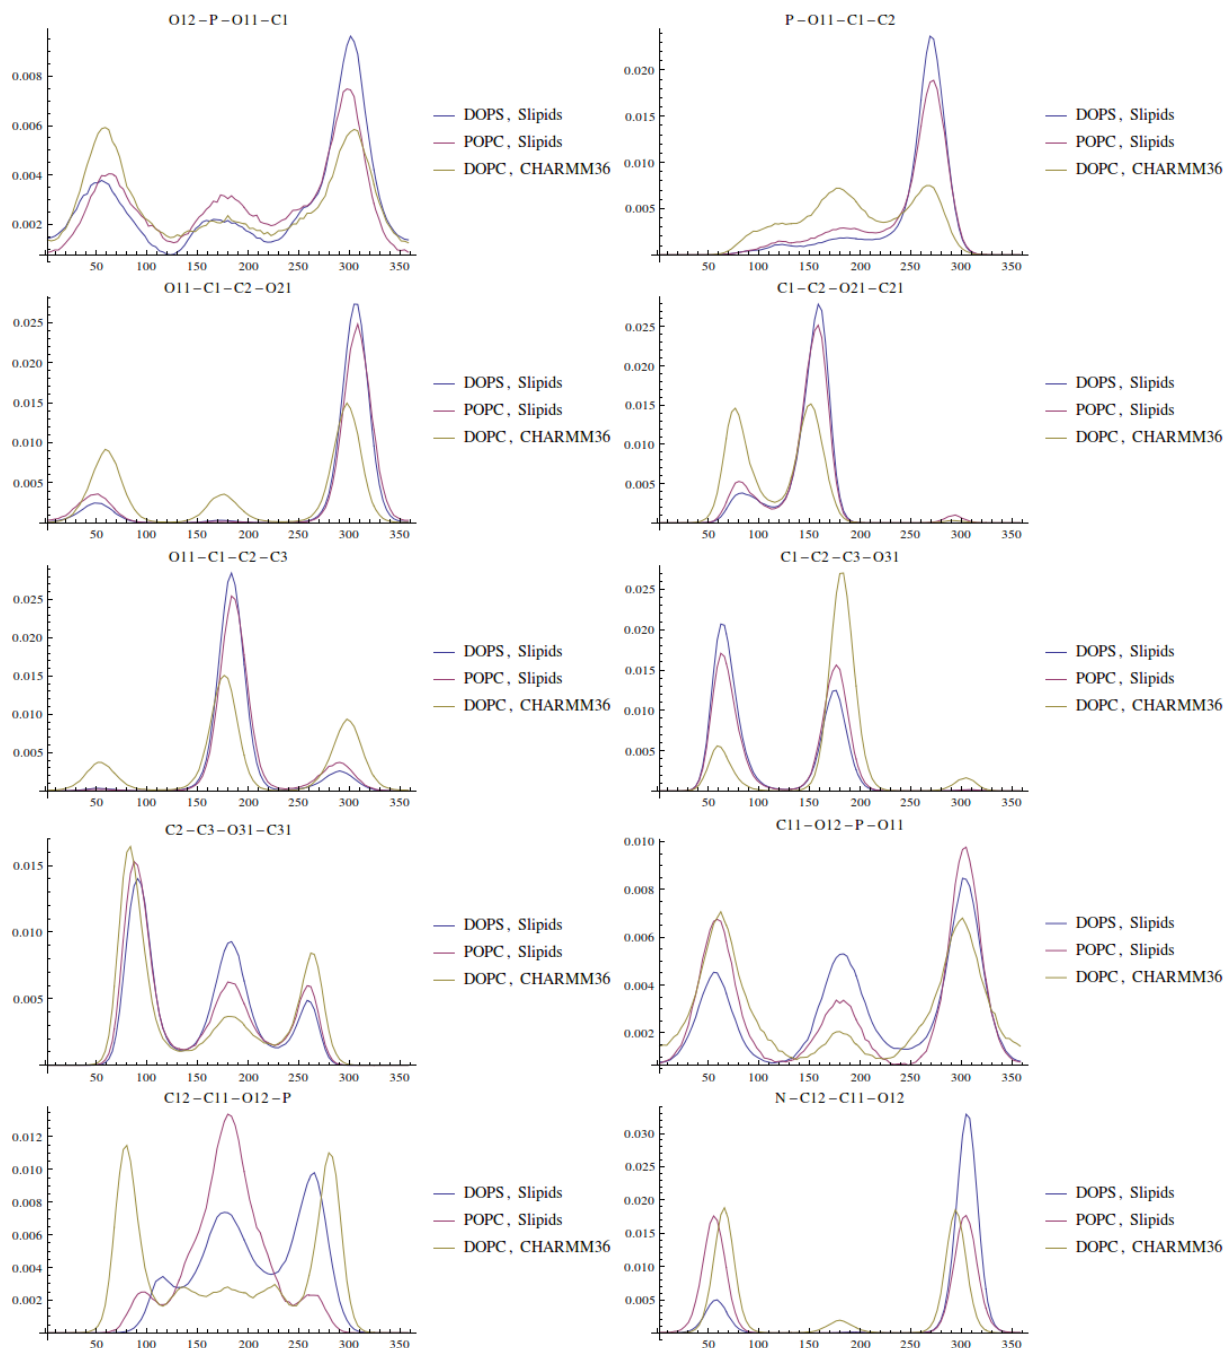 O12-P-O11-C1
0.008
0.006
0.004
0.002
50 100 150 200 250 300 350
DOPS, Slipids
POPC, Slipids
DOPC, CHARMM36
P-O11-C1-C2
0.020
0.015
0.010
0.005
50 100 150 200 250 300 350
DOPS, Slipids
POPC, Slipids
DOPC, CHARMM36
O11-C1-C2-O21
0.025
0.020
0.015
0.010
0.005
50 100 150 200 250 300 350
DOPS, Slipids
POPC, Slipids
DOPC, CHARMM36
C1-C2-O21-C21
0.025
0.020
0.015
0.010
0.005
50 100 150 200 250 300 350
DOPS, Slipids
POPC, Slipids
DOPC, CHARMM36
O11-C1-C2-C3
0.025
0.020
0.015
0.010
0.005
50 100 150 200 250 300 350
DOPS, Slipids
POPC, Slipids
DOPC, CHARMM36
C1-C2-C3-O31
0.025
0.020
0.015
0.010
0.005
50 100 150 200 250 300 350
DOPS, Slipids
POPC, Slipids
DOPC, CHARMM36
C2-C3-O31-C31
0.015
0.010
0.005
50 100 150 200 250 300 350
DOPS, Slipids
POPC, Slipids
DOPC, CHARMM36
C11-O12-P-O11
0.010
0.008
0.006
0.004
0.002
50 100 150 200 250 300 350
DOPS, Slipids
POPC, Slipids
DOPC, CHARMM36
C12-C11-O12-P
0.012
0.010
0.008
0.006
0.004
0.002
50 100 150 200 250 300 350
DOPS, Slipids
POPC, Slipids
DOPC, CHARMM36
N-C12-C11-O12
0.030
0.025
0.020
0.015
0.010
0.005
50 100 150 200 250 300 350
DOPS, Slipids
POPC, Slipids
DOPC, CHARMM36